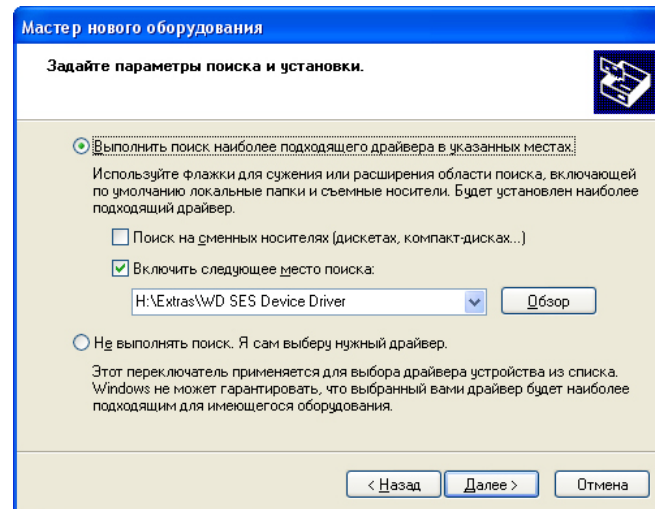 Мастер нового оборудования
Задайте параметры поиска и установки.
Выполнить поиск наиболее подходящего драйвера в указанных местах.
Используйте флажки для сужения или расширения области поиска, включающей
по умолчанию локальные папки и съемные носители. Будет установлен наиболее
подходящий драйвер.
Поиск на сменных носителях (дискетах, компакт-дисках...)
Включить следующее место поиска:
H:\Extras\WD SES Device Driver
Обзор
Не выполнять поиск. Я сам выберу нужный драйвер.
Этот переключатель применяется для выбора драйвера устройства из списка.
Windows не может гарантировать, что выбранный вами драйвер будет наиболее
подходящим для имеющегося оборудования.
< Назад Далее > Отмена